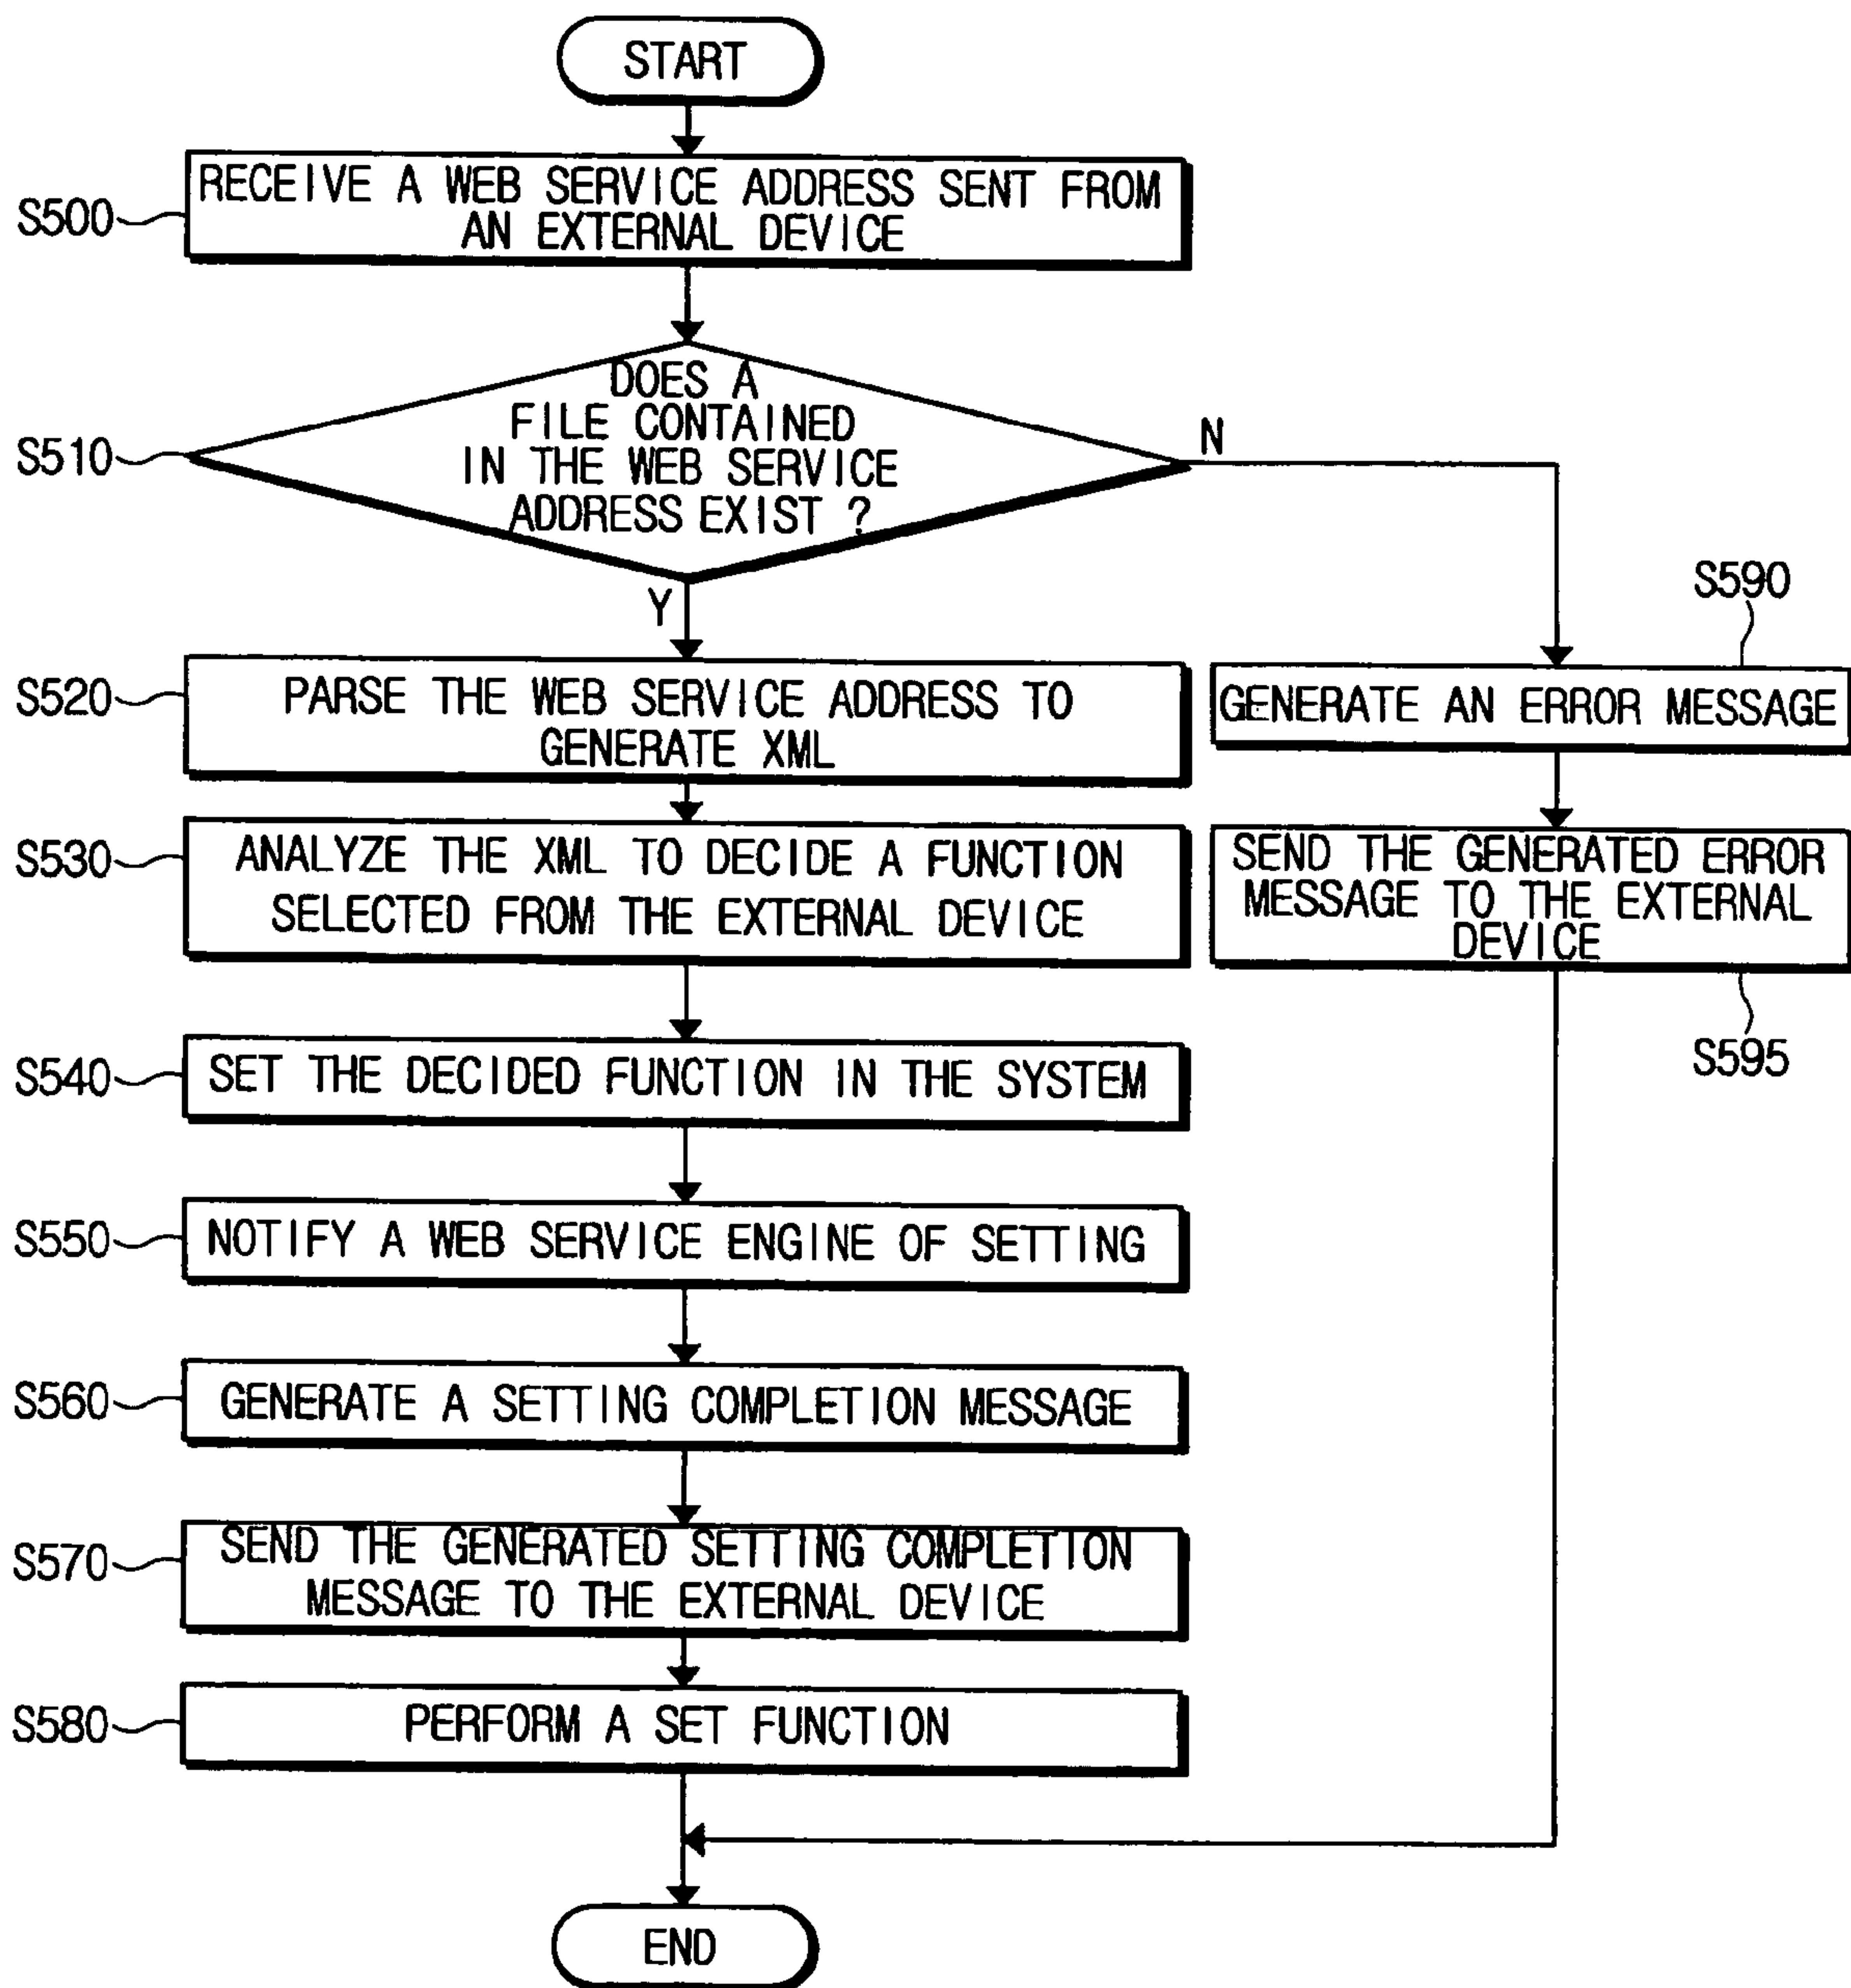 START
S500
RECEIVE A WEB SERVICE ADDRESS SENT FROM
AN EXTERNAL DEVICE
S510
DOES A
FILE CONTAINED
IN THE WEB SERVICE
ADDRESS EXIST ?
N
Y
S520
PARSE THE WEB SERVICE ADDRESS TO
GENERATE XML
S590
GENERATE AN ERROR MESSAGE
S530
ANALYZE THE XML TO DECIDE A FUNCTION
SELECTED FROM THE EXTERNAL DEVICE
SEND THE GENERATED ERROR
MESSAGE TO THE EXTERNAL
DEVICE
S595
S540
SET THE DECIDED FUNCTION IN THE SYSTEM
S550
NOTIFY A WEB SERVICE ENGINE OF SETTING
S560
GENERATE A SETTING COMPLETION MESSAGE
S570
SEND THE GENERATED SETTING COMPLETION
MESSAGE TO THE EXTERNAL DEVICE
S580
PERFORM A SET FUNCTION
END